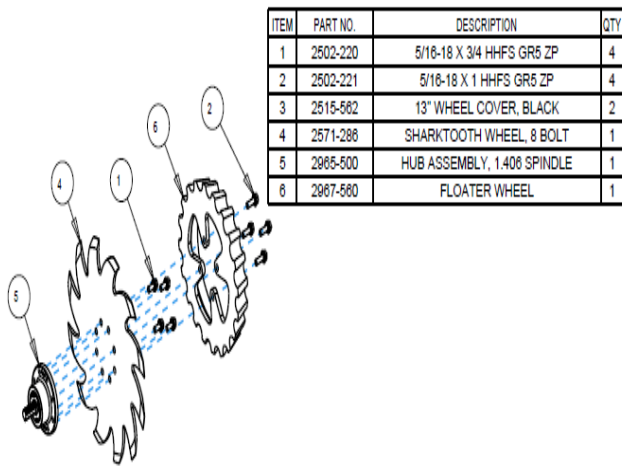 ITEM PART NO. DESCRIPTION QTY
1 2502-220 5/16-18 X 3/4 HHFS GR5 ZP 4
2 2502-221 5/16-18 X 1 HHFS GR5 ZP 4
3 2515-562 13" WHEEL COVER, BLACK 2
4 2571-286 SHARKTOOTH WHEEL, 8 BOLT 1
5 2965-500 HUB ASSEMBLY, 1.406 SPINDLE 1
6 2967-560 FLOATER WHEEL 1
2
6
4
1
5